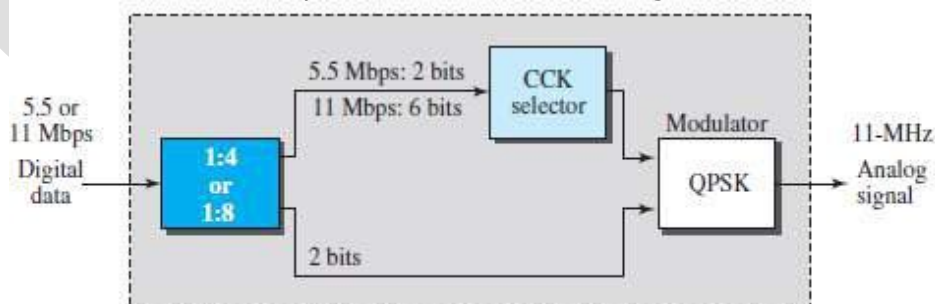 5.5 or
11 Mbps
Digital
data
1:4
or
1:8
5.5 Mbps: 2 bits
11 Mbps: 6 bits
CCK
selector
2 bits
Modulator
QPSK
11-MHz
Analog
signal